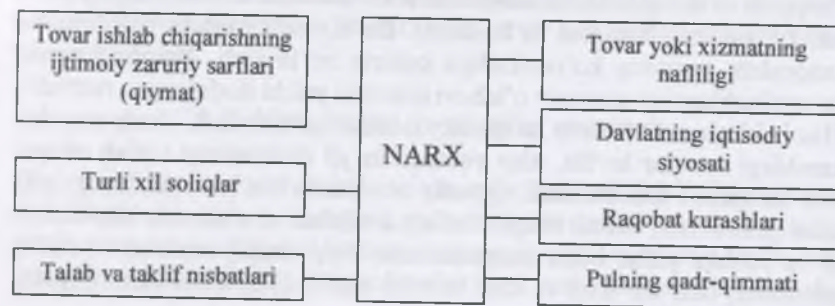 Tovar ishlab chiqarishning
ijtimoiy zaruriy sarflari
(qiymat)
Turli xil soliqlar
Talab va taklif nisbatlari
NARX
Tovar yoki xizmatning
nafliligi
Davlatning iqtisodiy
siyosati
Raqobat kurashlari
Pulning qadr-qimmati